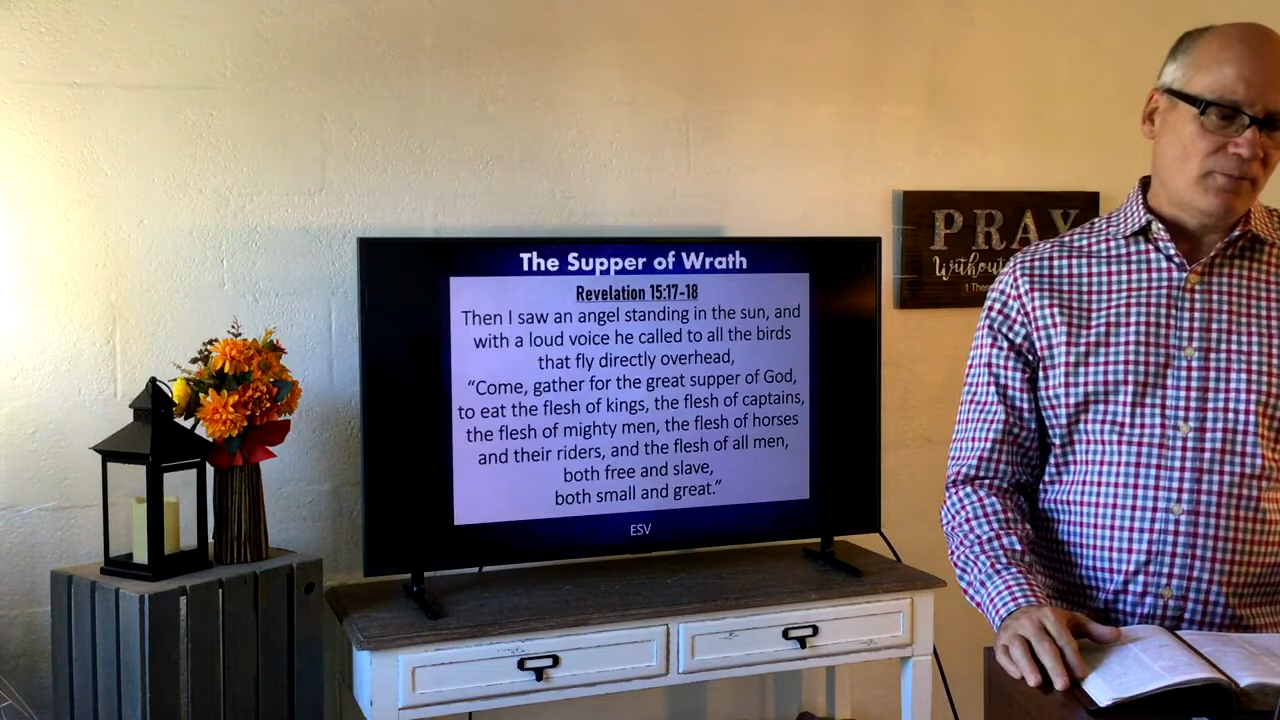 The Supper of Wrath
Revelation 15:17-18
Then I saw an angel standing in the sun, and
with a loud voice he called to all the birds
that fly directly overhead,
“Come, gather for the great supper of God,
to eat the flesh of kings, the flesh of captains,
the flesh of mighty men, the flesh of horses
and their riders, and the flesh of all men,
both free and slave,
both small and great.”
ESV
PRAY
Without
1 Thes